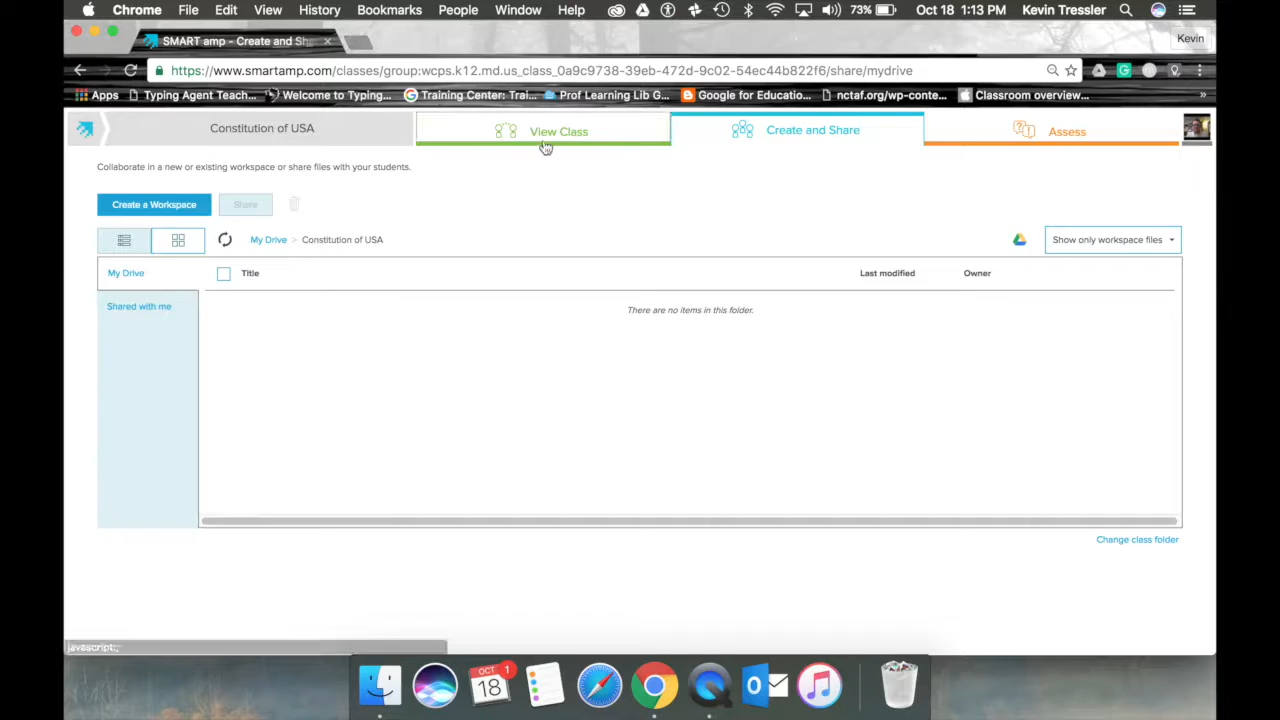 Chrome File Edit View History Bookmarks People Window Help 73% Oct 18 1:13 PM Kevin Tressler
SMART amp - Create and Sh
Kevin
https://www.smartamp.com/classes/group:wcps.k12.md.us_class_0a9c9738-39eb-472d-9c02-54ec44b822f6/share/mydrive
Apps Typing Agent Teach... Welcome to Typing... Training Center: Trai... Prof Learning Lib G... Google for Educatio... nctaf.org/wp-conte... Classroom overview... »
Constitution of USA View Class Create and Share Assess
Collaborate in a new or existing workspace or share files with your students.
Create a Workspace Share
My Drive > Constitution of USA Show only workspace files
My Drive Title Last modified Owner
Shared with me There are no items in this folder.
Change class folder
javascript:;
OCT 1
18